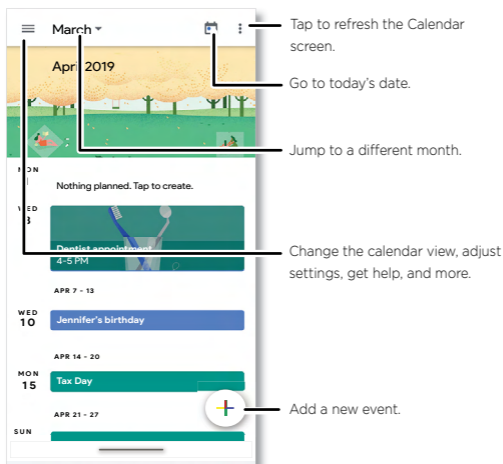 March
Tap to refresh the Calendar
screen.
April 2019
Go to today's date.
Jump to a different month.
MON
Nothing planned. Tap to create.
WED
3
Dentist appointment
4-5 PM
Change the calendar view, adjust
settings, get help, and more.
APR 7 - 13
WED
10
Jennifer's birthday
APR 14 - 20
MON
15
Tax Day
Add a new event.
APR 21 - 27
SUN